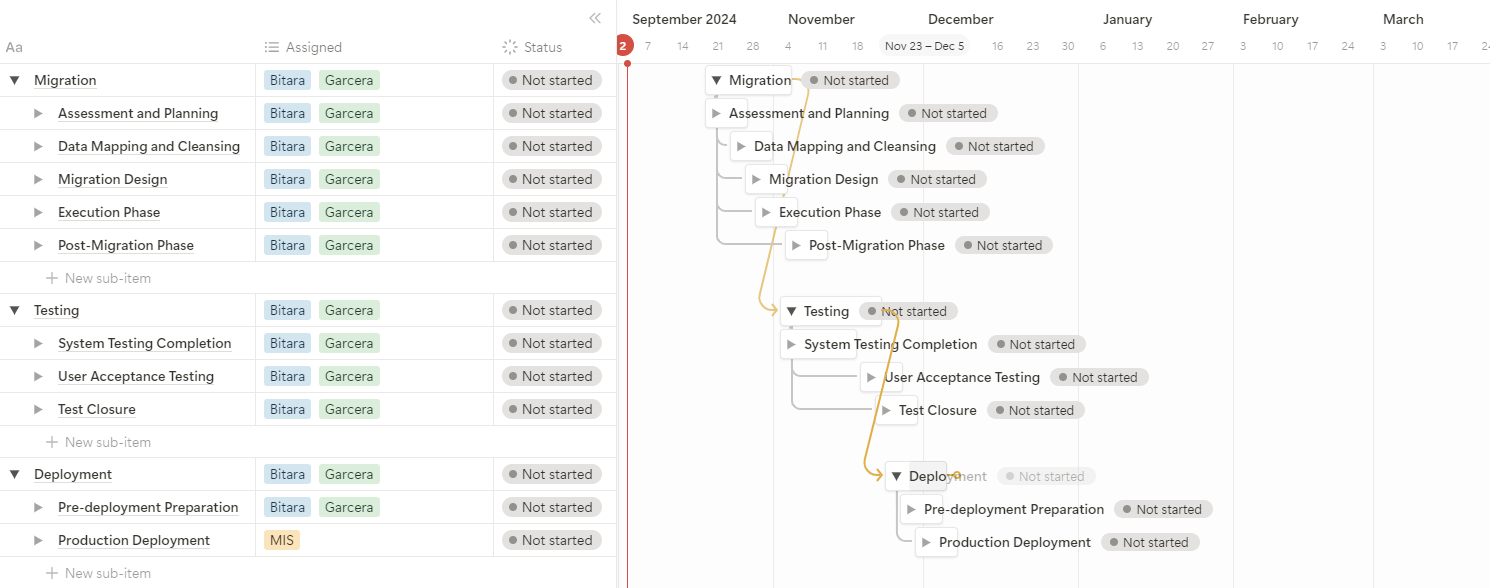 September 2024 November December January February March
Aa Assigned Status 2 7 14 21 28 4 11 18 Nov 23 – Dec 5 16 23 30 6 13 20 27 3 10 17 24 3 10 17 24
Migration Bitara Garcera Not started Migration Not started
Assessment and Planning Bitara Garcera Not started Assessment and Planning Not started
Data Mapping and Cleansing Bitara Garcera Not started Data Mapping and Cleansing Not started
Migration Design Bitara Garcera Not started Migration Design Not started
Execution Phase Bitara Garcera Not started Execution Phase Not started
Post-Migration Phase Bitara Garcera Not started Post-Migration Phase Not started
New sub-item
Testing Bitara Garcera Not started Testing Not started
System Testing Completion Bitara Garcera Not started System Testing Completion Not started
User Acceptance Testing Bitara Garcera Not started User Acceptance Testing Not started
Test Closure Bitara Garcera Not started Test Closure Not started
New sub-item
Deployment Bitara Garcera Not started Deployment Not started
Pre-deployment Preparation Bitara Garcera Not started Pre-deployment Preparation Not started
Production Deployment MIS Not started Production Deployment Not started
New sub-item